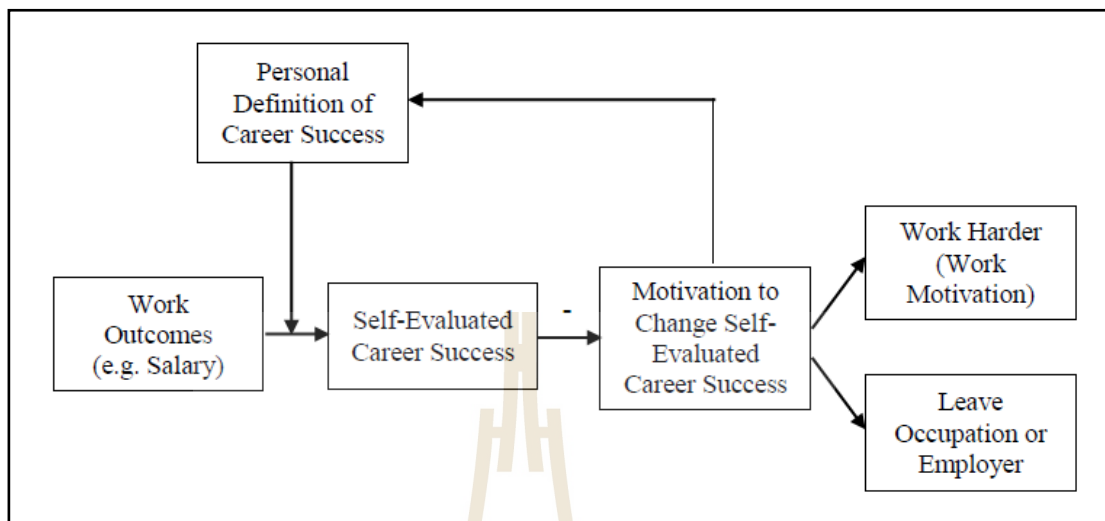 Personal
Definition of
Career Success
Work
Outcomes
(e.g. Salary)
Self-Evaluated
Career Success
-
Motivation to
Change Self-
Evaluated
Career Success
Work Harder
(Work
Motivation)
Leave
Occupation or
Employer